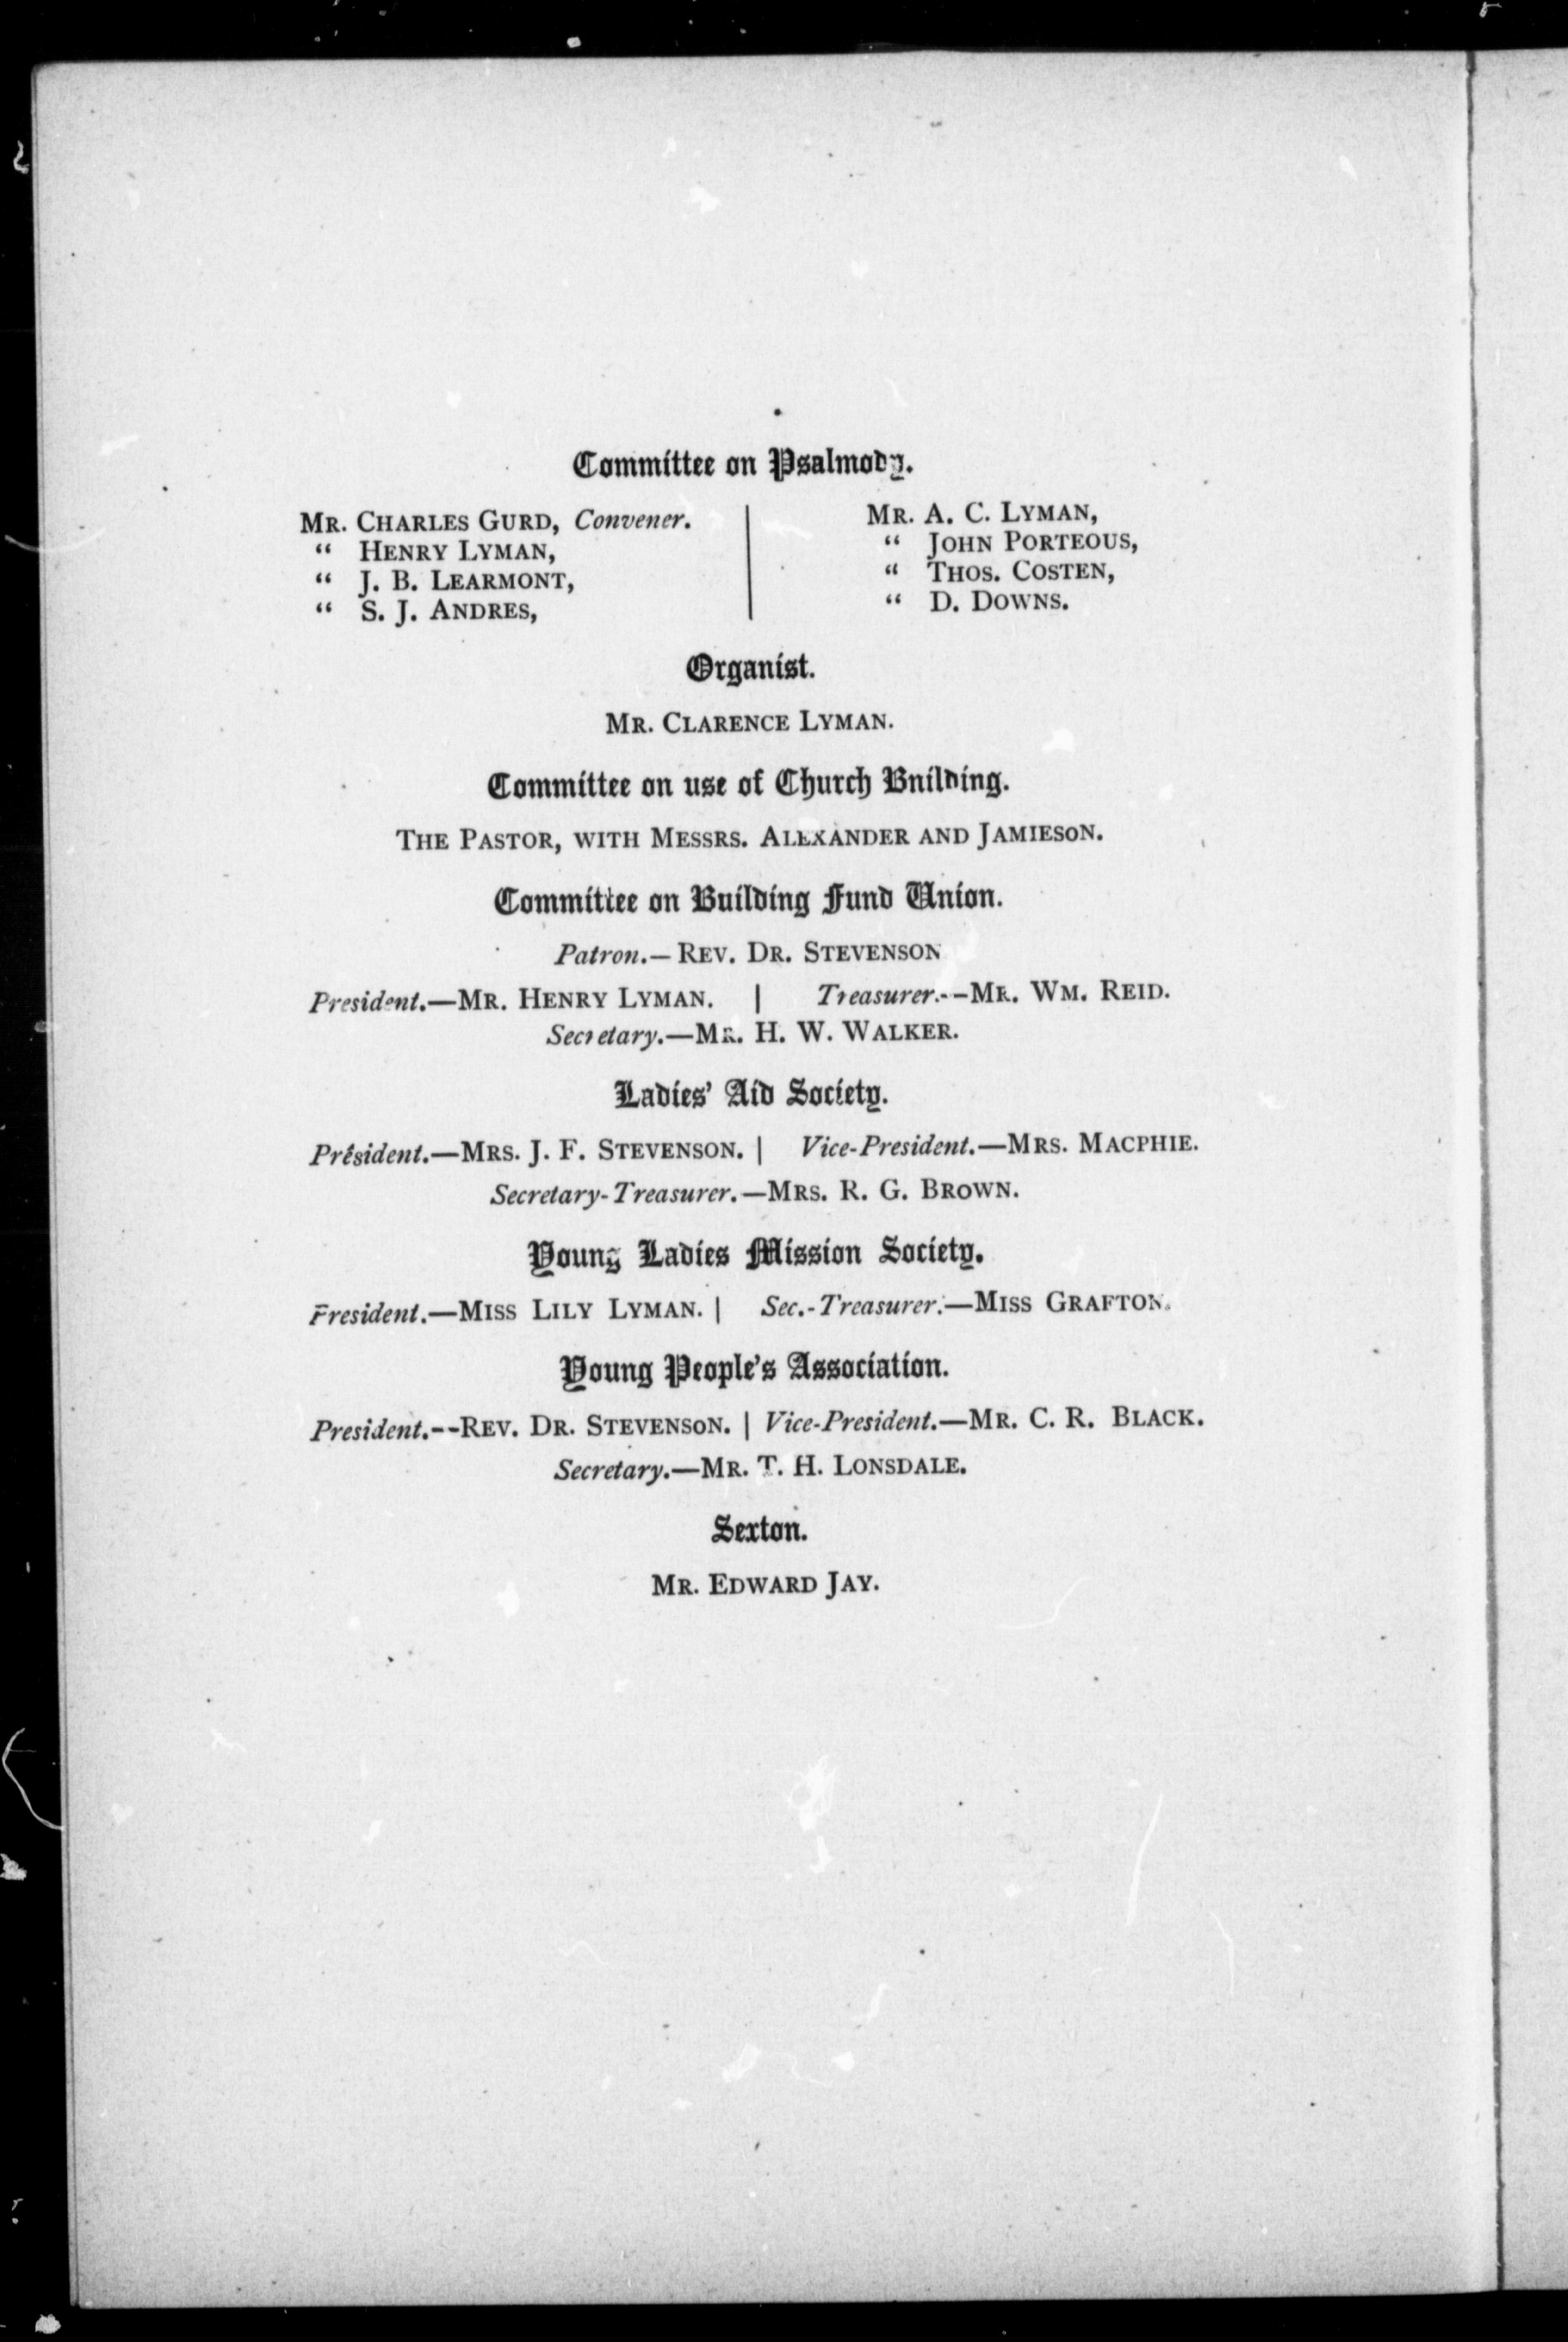 Committee on Psalmody.
MR. CHARLES GURD, Convener.
“ HENRY LYMAN,
“ J. B. LEARMONT,
“ S. J. ANDRES,
MR. A. C. LYMAN,
“ JOHN PORTEOUS,
“ THOS. COSTEN,
“ D. DOWNS.
Organist.
MR. CLARENCE LYMAN.
Committee on use of Church Bnilding.
THE PASTOR, WITH MESSRS. ALEXANDER AND JAMIESON.
Committee on Building Fund Union.
Patron.—REV. DR. STEVENSON
President.—MR. HENRY LYMAN. | Treasurer.--MR. WM. REID.
Secretary.—MR. H. W. WALKER.
Ladies' Aid Society.
President.—MRS. J. F. STEVENSON. | Vice-President.—MRS. MACPHIE.
Secretary-Treasurer.—MRS. R. G. BROWN.
Young Ladies Mission Society.
President.—MISS LILY LYMAN. | Sec.-Treasurer.—MISS GRAFTON.
Young People's Association.
President.--REV. DR. STEVENSON. | Vice-President.—MR. C. R. BLACK.
Secretary.—MR. T. H. LONSDALE.
Sexton.
MR. EDWARD JAY.